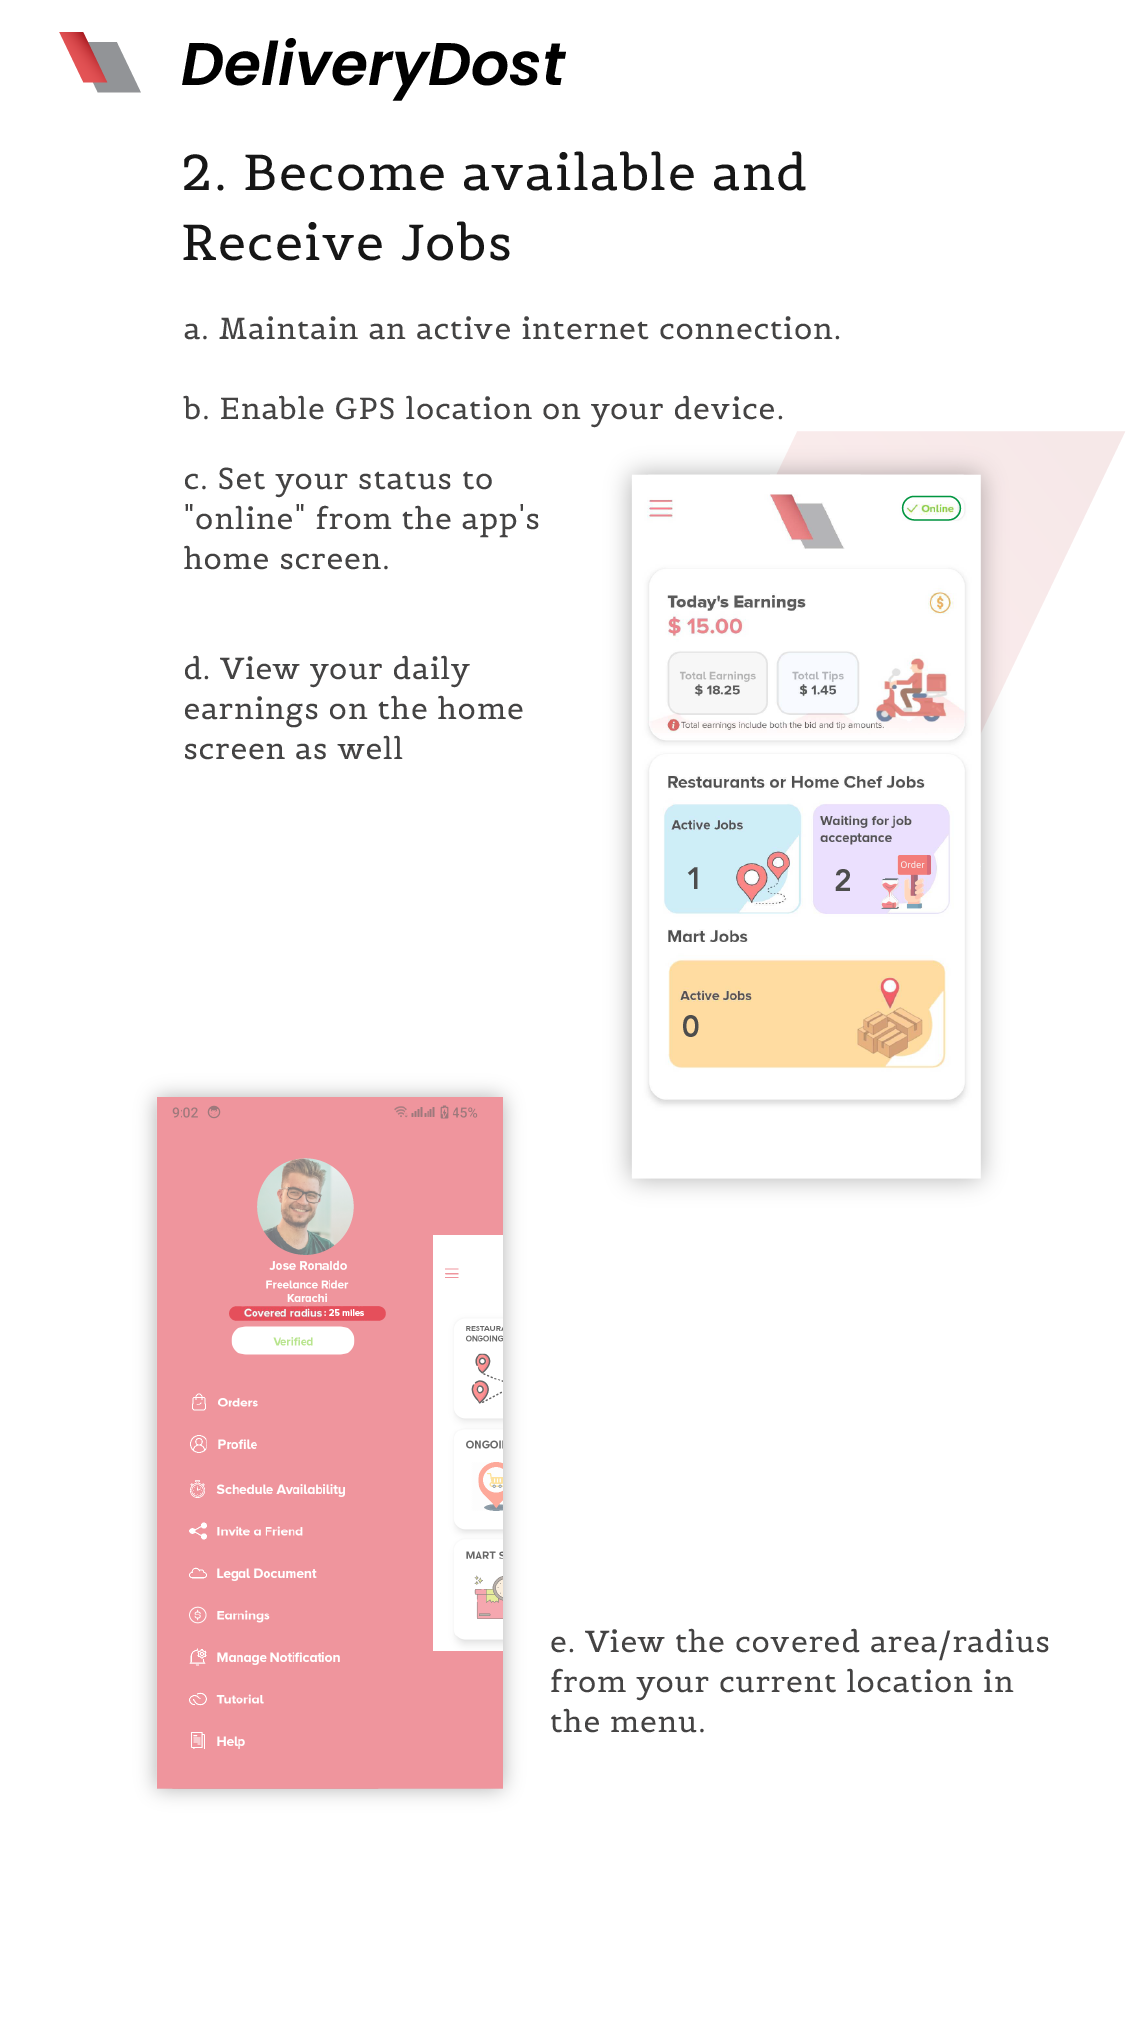 DeliveryDost
2. Become available and
Receive Jobs
a. Maintain an active internet connection.
b. Enable GPS location on your device.
c. Set your status to
"online" from the app's
home screen.
d. View your daily
earnings on the home
screen as well
Online
Today's Earnings
$ 15.00
Total Earnings
$ 18.25
Total Tips
$ 1.45
Total earnings include both the bid and tip amounts.
Restaurants or Home Chef Jobs
Active Jobs
1
Waiting for job
acceptance
2
Order
Mart Jobs
Active Jobs
0
9:02
45%
Jose Ronaldo
Freelance Rider
Karachi
Covered radius : 25 miles
Verified
Orders
Profile
Schedule Availability
Invite a Friend
Legal Document
Earnings
Manage Notification
Tutorial
Help
RESTAURA
ONGOING
ONGOI
MART S
e. View the covered area/radius
from your current location in
the menu.